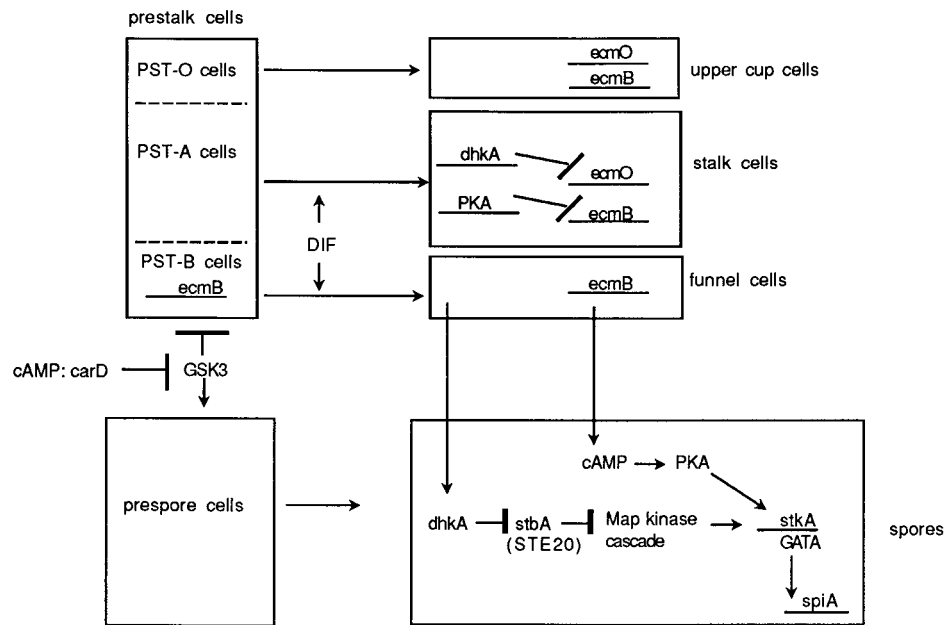 prestalk cells
PST-O cells
ecmO
ecmB
upper cup cells
PST-A cells
dhkA
ecmO
PKA
ecmB
stalk cells
DIF
PST-B cells
ecmB
ecmB
funnel cells
cAMP: carD
GSK3
prespore cells
cAMP
PKA
dhkA
stbA
(STE20)
Map kinase
cascade
stkA
GATA
spiA
spores